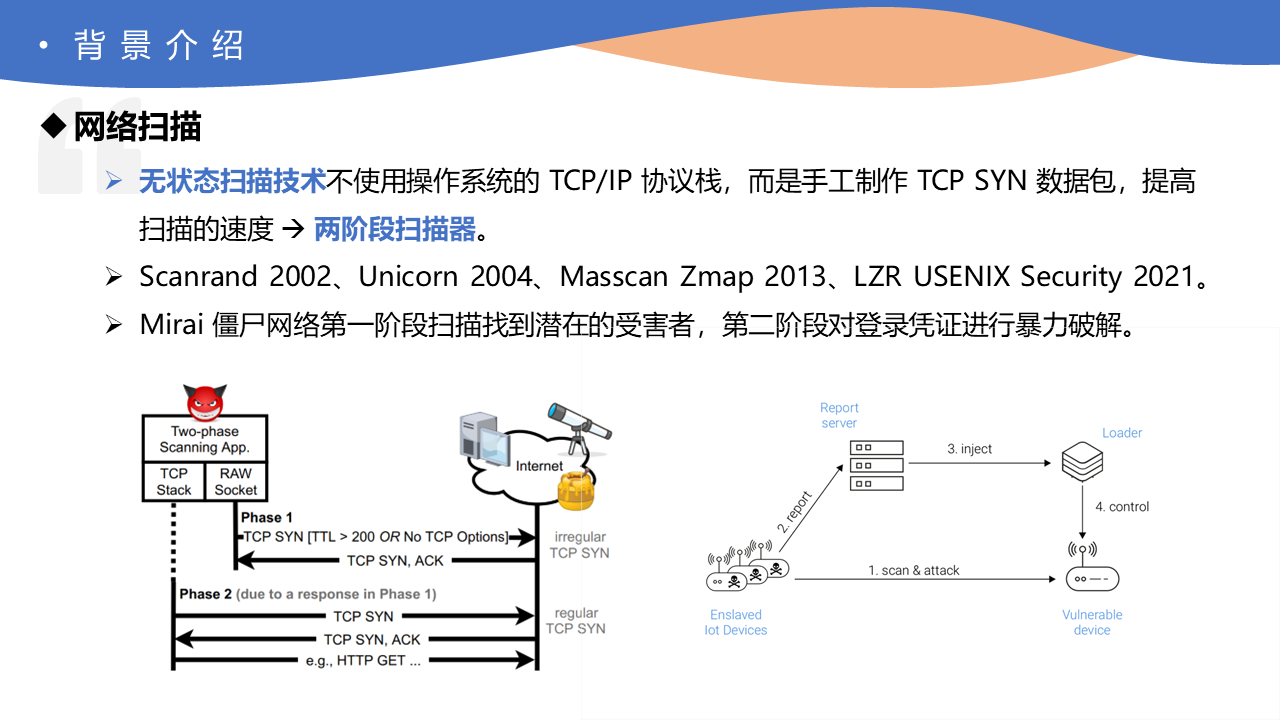 • 背景介绍
◆ 网络扫描
➢ 无状态扫描技术不使用操作系统的 TCP/IP 协议栈，而是手工制作 TCP SYN 数据包，提高
扫描的速度 → 两阶段扫描器。
➢ Scanrand 2002、Unicorn 2004、Masscan Zmap 2013、LZR USENIX Security 2021。
➢ Mirai 僵尸网络第一阶段扫描找到潜在的受害者，第二阶段对登录凭证进行暴力破解。
Two-phase
Scanning App.
TCP
Stack
RAW
Socket
Internet
Phase 1
TCP SYN [TTL > 200 OR No TCP Options]
TCP SYN, ACK
irregular
TCP SYN
Phase 2 (due to a response in Phase 1)
TCP SYN
TCP SYN, ACK
e.g., HTTP GET ...
regular
TCP SYN
Report
server
Loader
3. inject
2. report
4. control
1. scan & attack
Enslaved
Iot Devices
Vulnerable
device